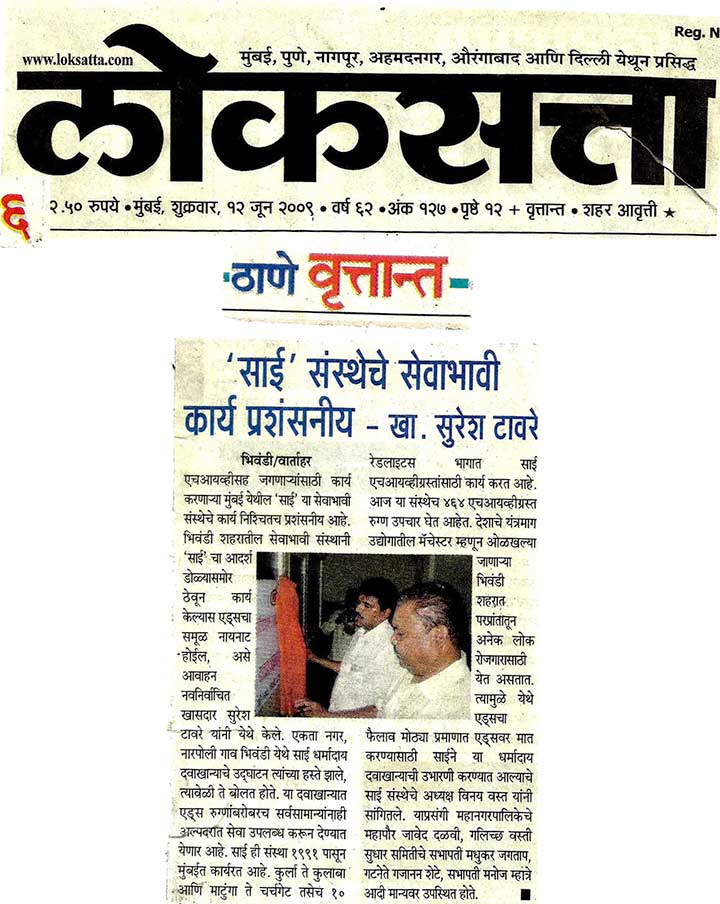 Reg. N
www.loksatta.com
मुंबई, पुणे, नागपूर, अहमदनगर, औरंगाबाद आणि दिल्ली येथून प्रसिद्ध
लोकसत्ता
६
२.५० रुपये • मुंबई, शुक्रवार, १२ जून २००९ • वर्ष ६२ • अंक १२७ • पृष्ठे १२ + वृत्तान्त • शहर आवृत्ती ★
ठाणे वृत्तान्त
‘साई’ संस्थेचे सेवाभावी
कार्य प्रशंसनीय – खा. सुरेश टावरे
भिवंडी/वार्ताहर
एचआयव्हीसह जगणाऱ्यांसाठी कार्य
करणाऱ्या मुंबई येथील ‘साई’ या सेवाभावी
संस्थेचे कार्य निश्चितच प्रशंसनीय आहे.
भिवंडी शहरातील सेवाभावी संस्थानी
‘साई’ चा आदर्श
डोळ्यासमोर
ठेवून कार्य
केल्यास एड्सचा
समूळ नायनाट
होईल, असे
आवाहन
नवनिर्वाचित
खासदार सुरेश
टावरे यांनी येथे केले. एकता नगर,
नारपोली गाव भिवंडी येथे साई धर्मादाय
दवाखान्याचे उद्घाटन त्यांच्या हस्ते झाले,
त्यावेळी ते बोलत होते. या दवाखान्यात
एड्स रुग्णांबरोबरच सर्वसामान्यांनाही
अल्पदरात सेवा उपलब्ध करून देण्यात
येणार आहे. साई ही संस्था १९९१ पासून
मुंबईत कार्यरत आहे. कुर्ला ते कुलाबा
आणि माटुंगा ते चर्चगेट तसेच १०
रेडलाइटस भागात साई
एचआयव्हीग्रस्तांसाठी कार्य करत आहे.
आज या संस्थेच ४६४ एचआयव्हीग्रस्त
रुग्ण उपचार घेत आहेत. देशाचे यंत्रमाग
उद्योगातील मॅंचेस्टर म्हणून ओळखल्या
जाणाऱ्या
भिवंडी
शहरात
परप्रांतातून
अनेक लोक
रोजगारासाठी
येत असतात.
त्यामुळे येथे
एड्सचा
फैलाव मोठ्या प्रमाणात एड्सवर मात
करण्यासाठी साईने या धर्मादाय
दवाखान्याची उभारणी करण्यात आल्याचे
साई संस्थेचे अध्यक्ष विनय वस्त यांनी
सांगितले. याप्रसंगी महानगरपालिकेचे
महापौर जावेद दळवी, गलिच्छ वस्ती
सुधार समितीचे सभापती मधुकर जगताप,
गटनेते गजानन शेटे, सभापती मनोज म्हात्रे
आदी मान्यवर उपस्थित होते.